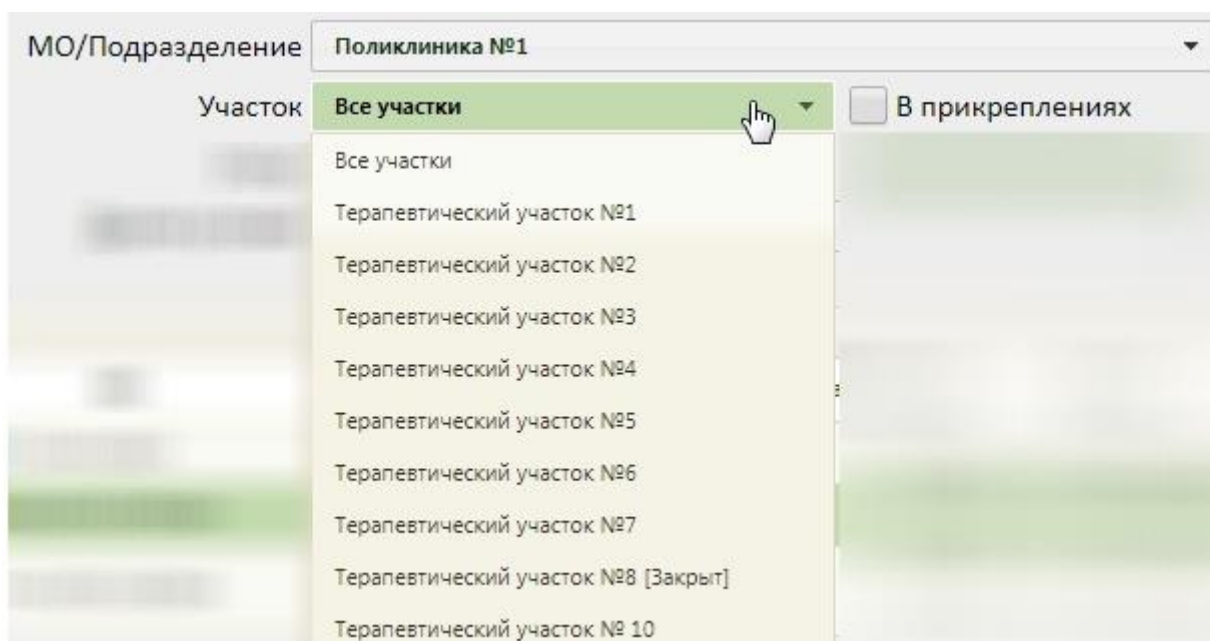 МО/Подразделение Поликлиника №1
Участок Все участки В прикреплениях
Все участки
Терапевтический участок №1
Терапевтический участок №2
Терапевтический участок №3
Терапевтический участок №4
Терапевтический участок №5
Терапевтический участок №6
Терапевтический участок №7
Терапевтический участок №8 [Закрыт]
Терапевтический участок № 10